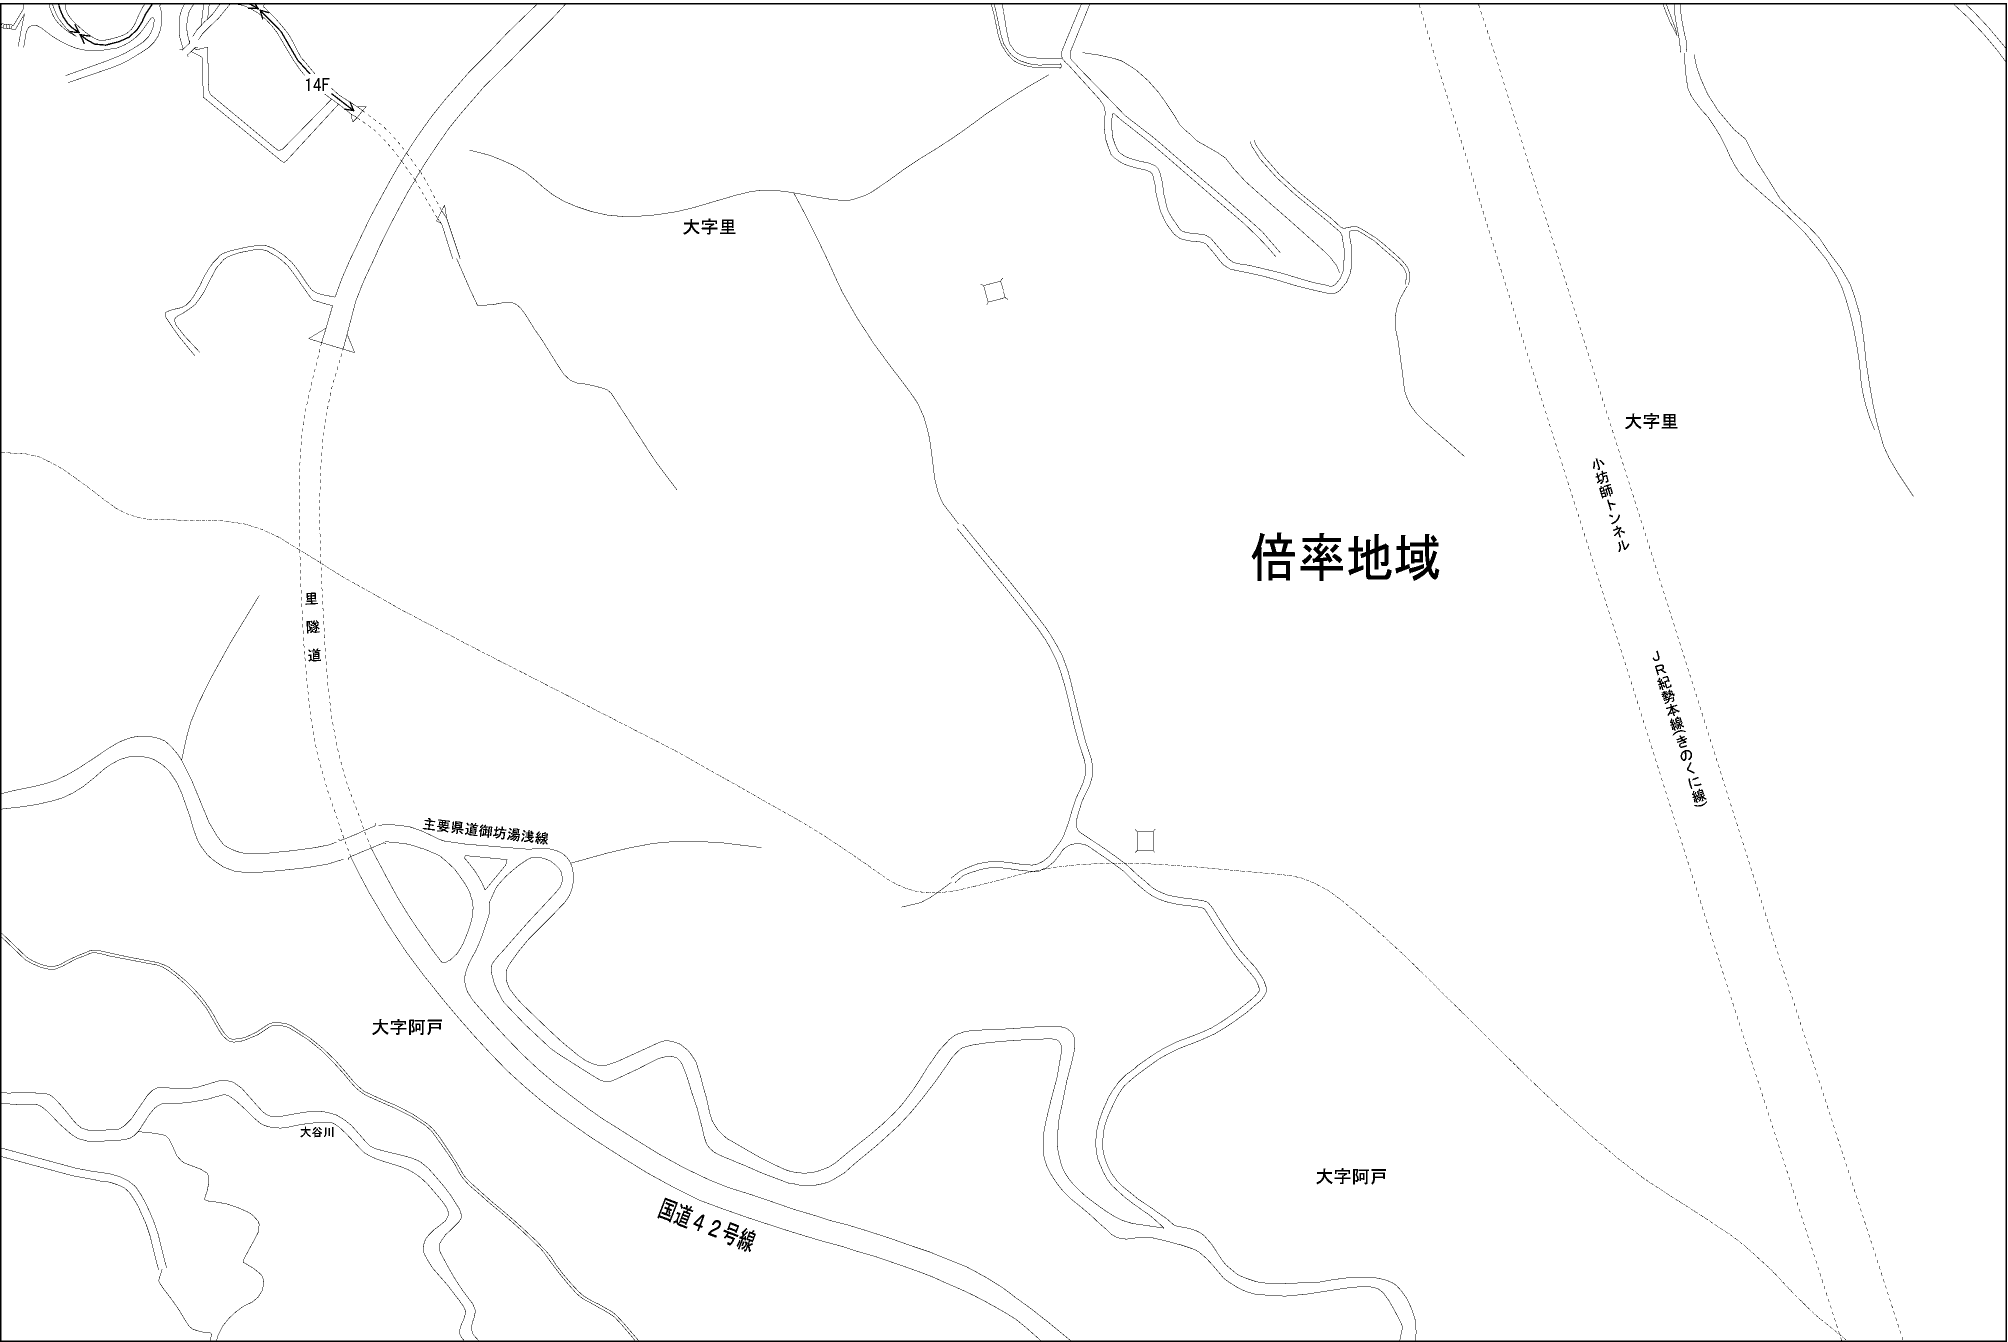 14F
大字里
大字里
小坊師トンネル
倍率地域
里隧道
JR紀勢本線(きのくに線)
主要県道御坊湯浅線
大字阿戸
大谷川
大字阿戸
国道42号線